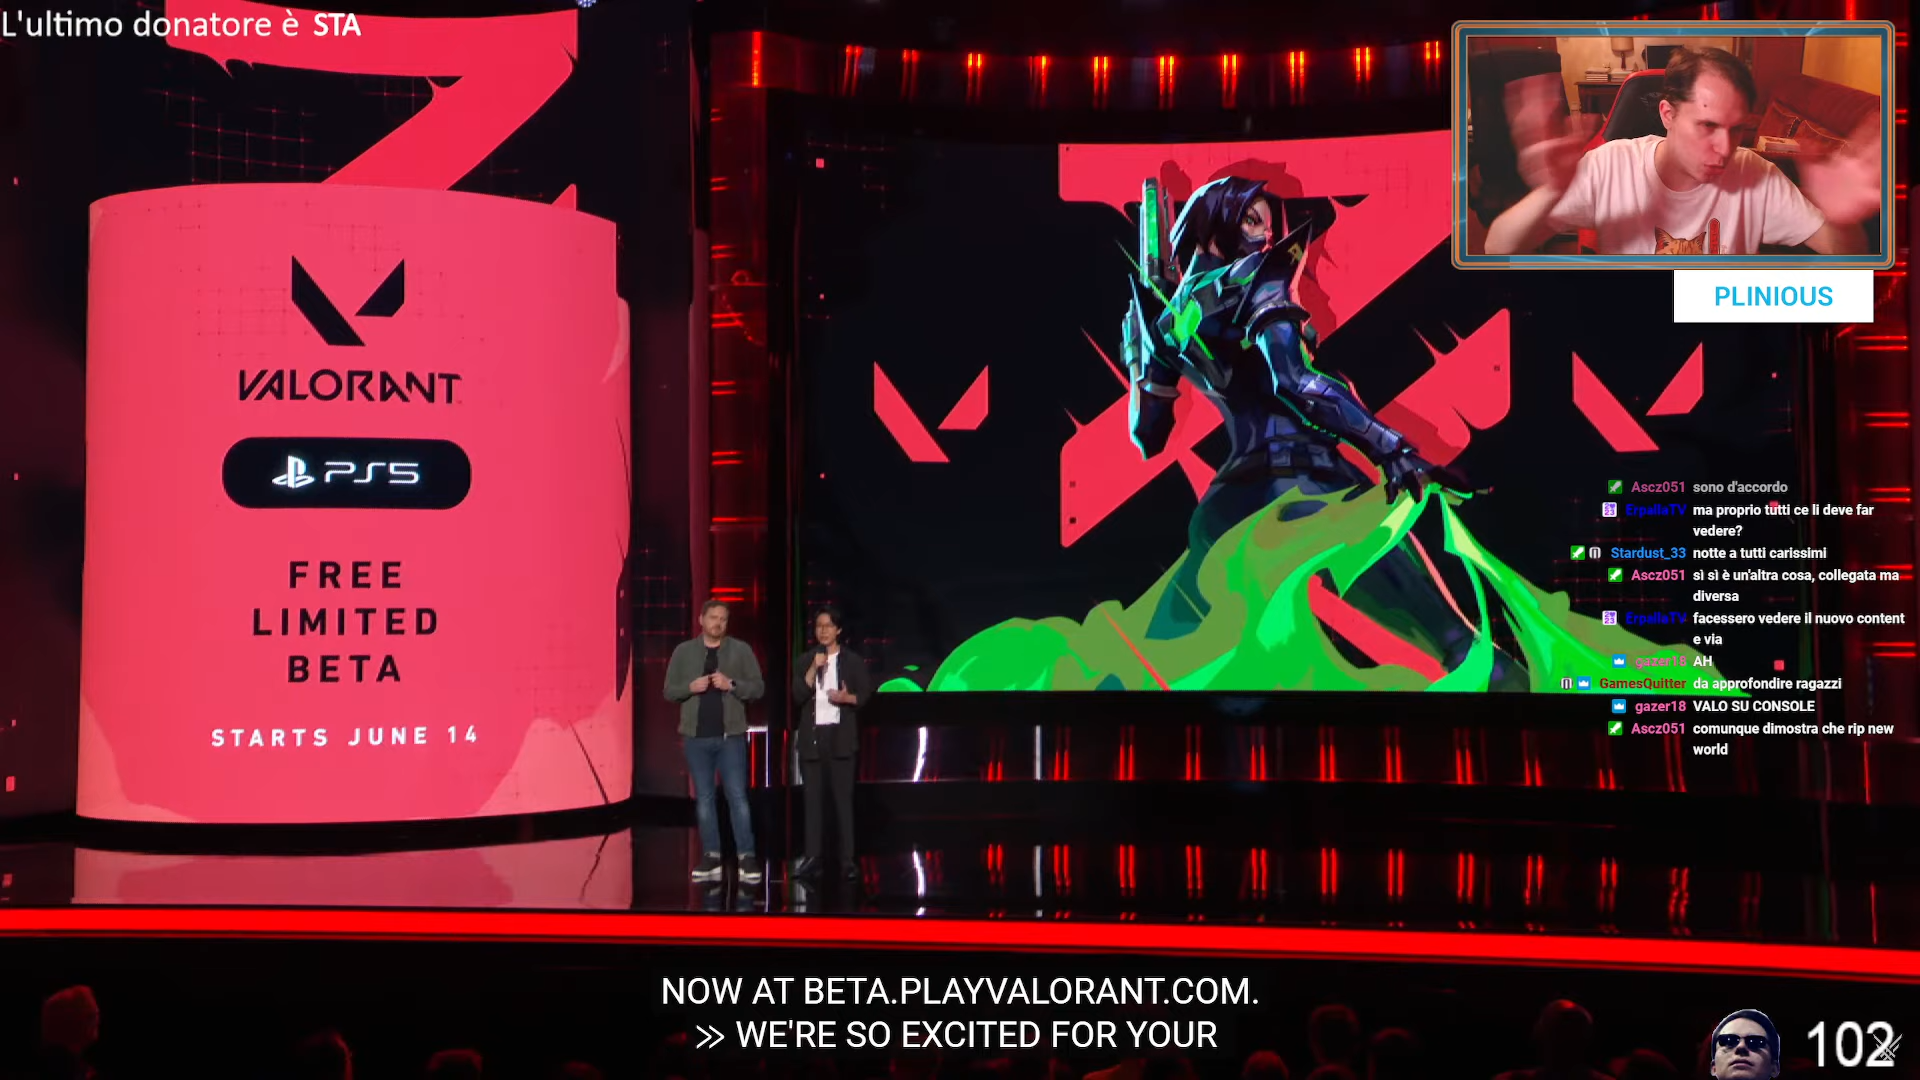 L'ultimo donatore è STA
VALORANT
PS5
FREE
LIMITED
BETA
STARTS JUNE 14
PLINIOUS
Ascz051 sono d'accordo
ErpallaTV ma proprio tutti ce li deve far
vedere?
Stardust_33 notte a tutti carissimi
Ascz051 sì sì è un'altra cosa, collegata ma
diversa
ErpallaTV facessero vedere il nuovo content
e via
gazer18 AH
GamesQuitter da approfondire ragazzi
gazer18 VALO SU CONSOLE
Ascz051 comunque dimostra che rip new
world
NOW AT BETA.PLAYVALORANT.COM.
>> WE'RE SO EXCITED FOR YOUR
102